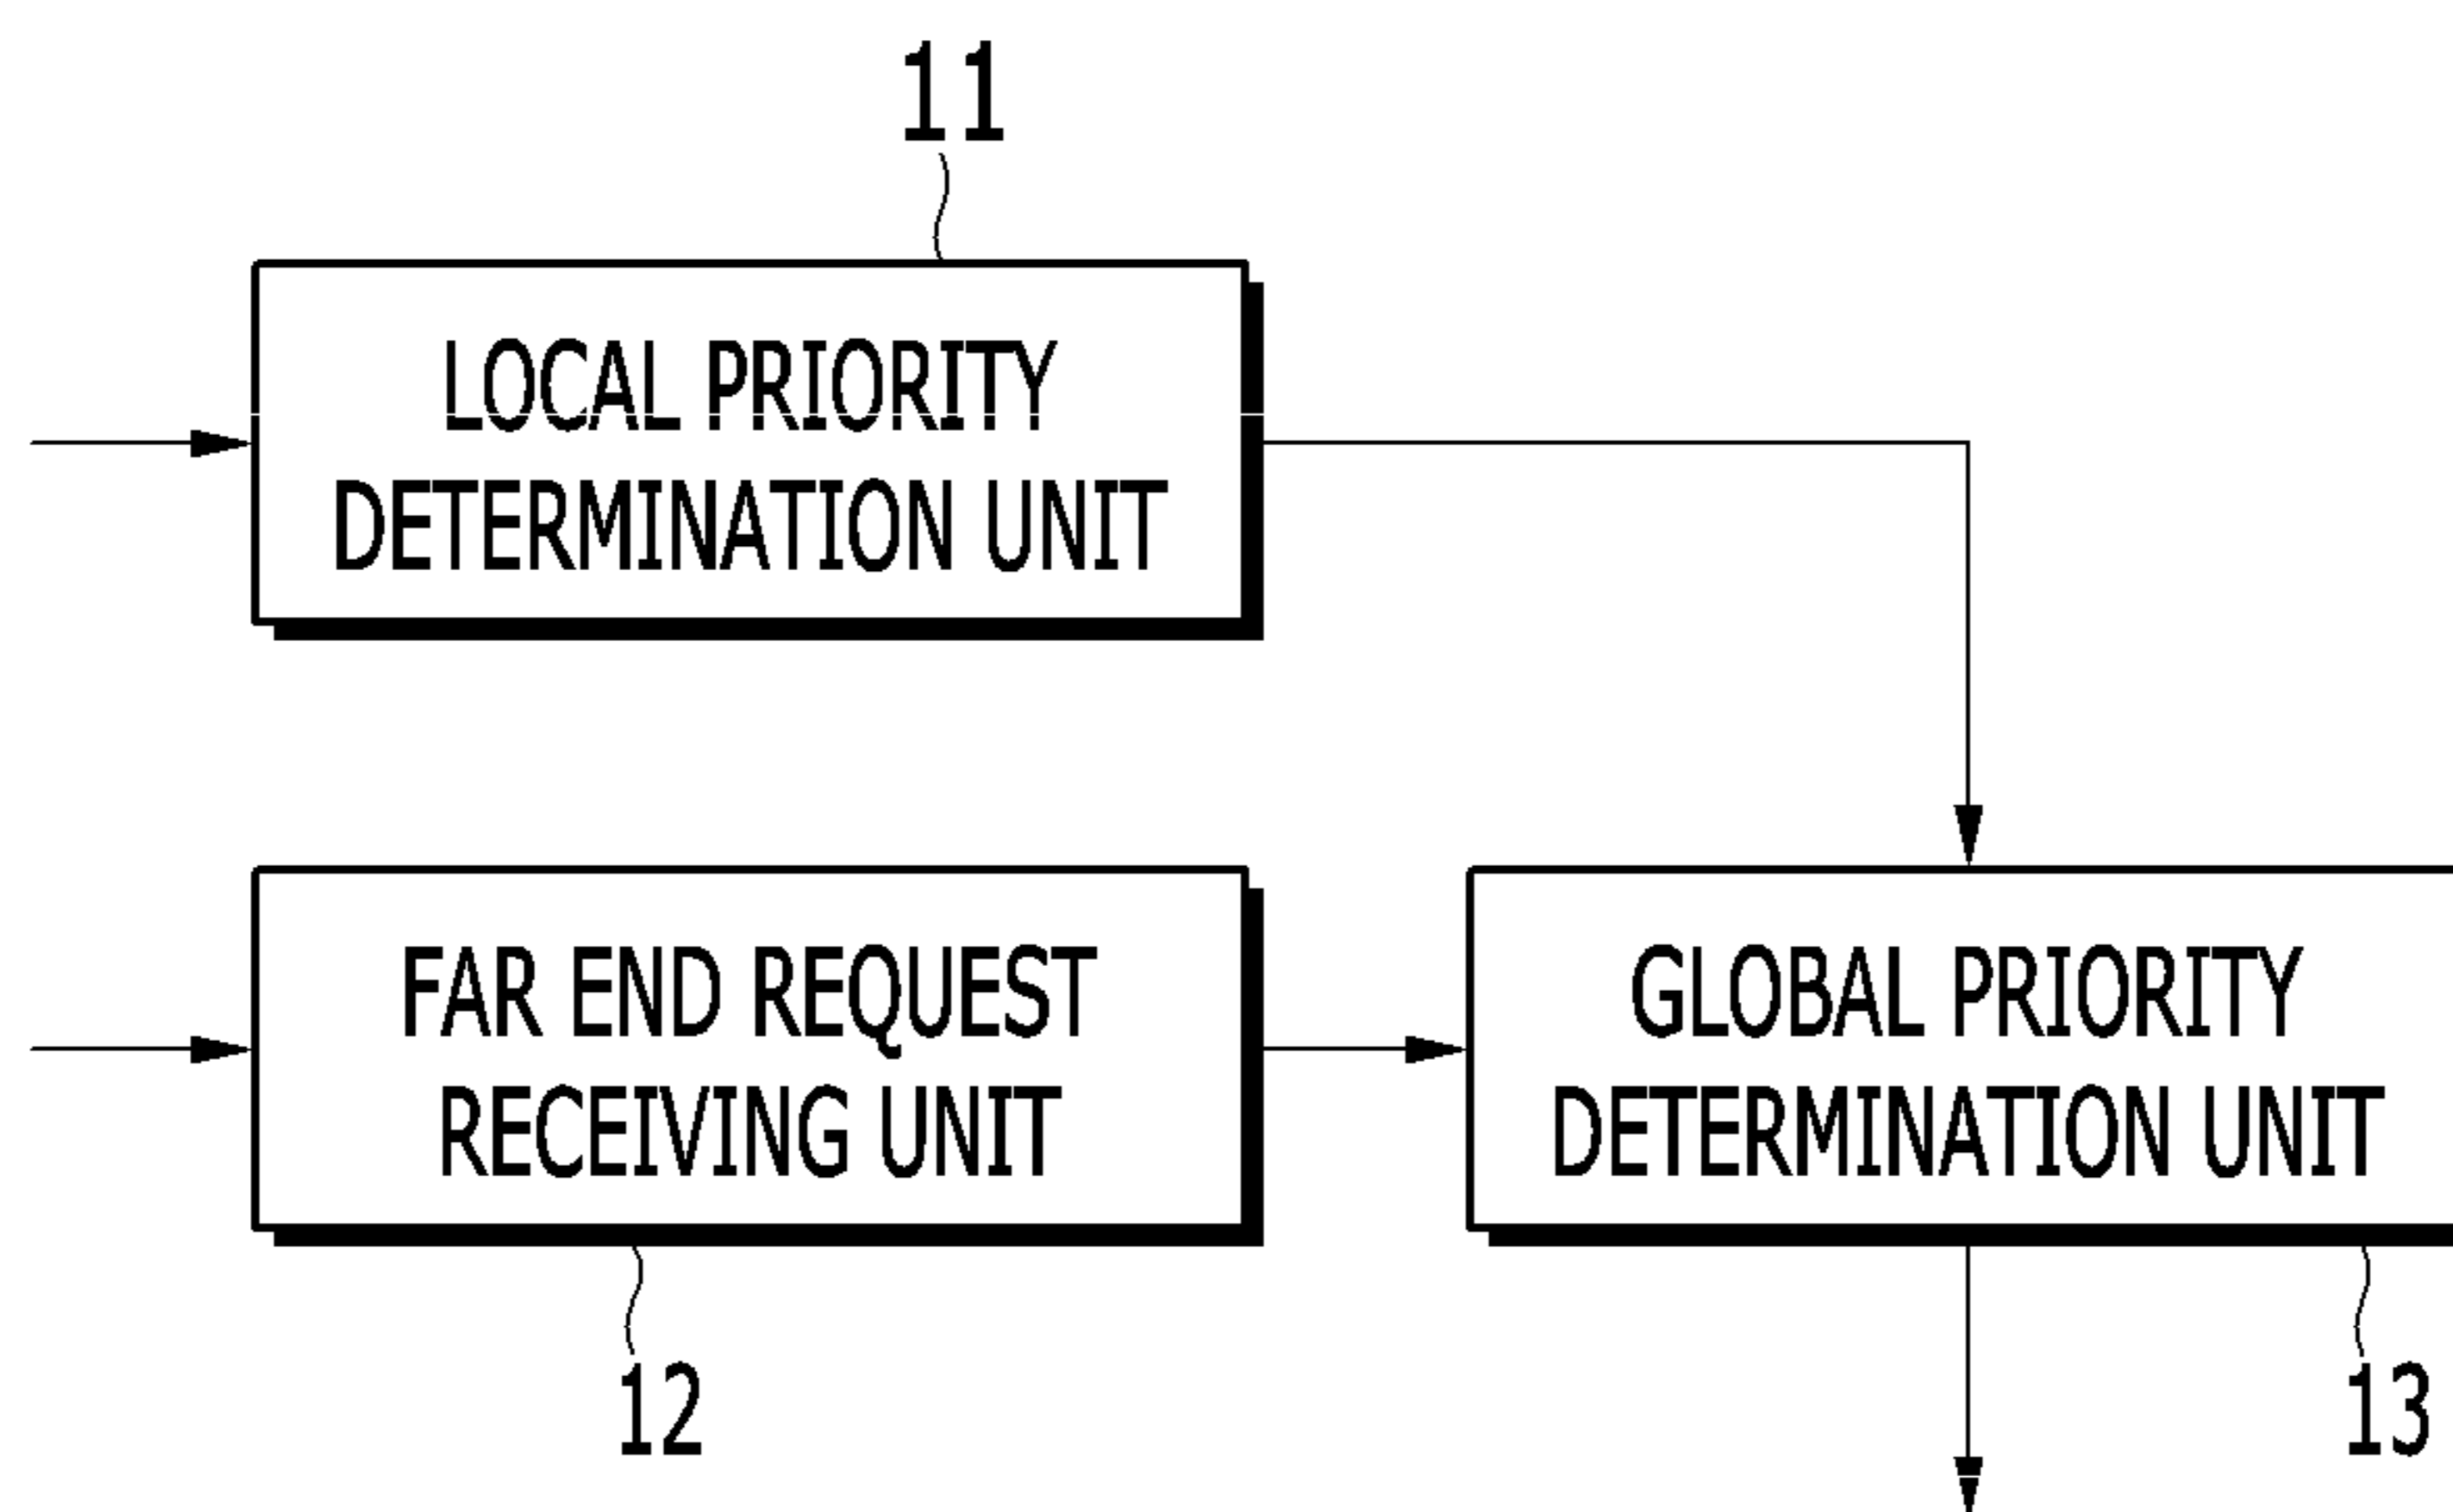 11
LOCAL PRIORITY
DETERMINATION UNIT
FAR END REQUEST
RECEIVING UNIT
GLOBAL PRIORITY
DETERMINATION UNIT
12
13